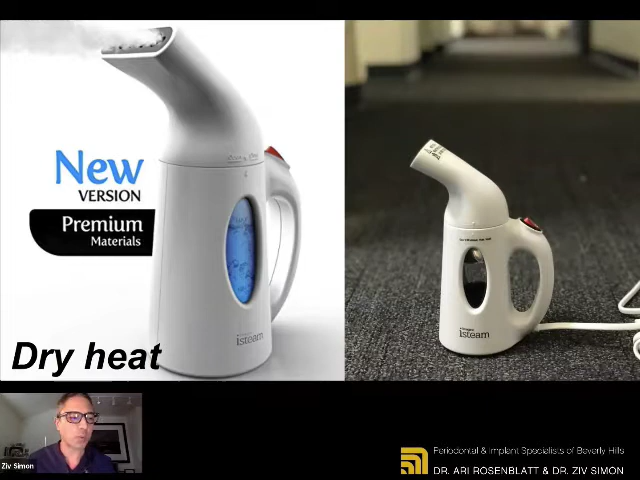 New
VERSION
Premium
Materials
isteam
Dry heat
isteam
Ziv Simon
Periodontal & Implant Specialists of Beverly Hills
DR. ARI ROSENBLATT & DR. ZIV SIMON